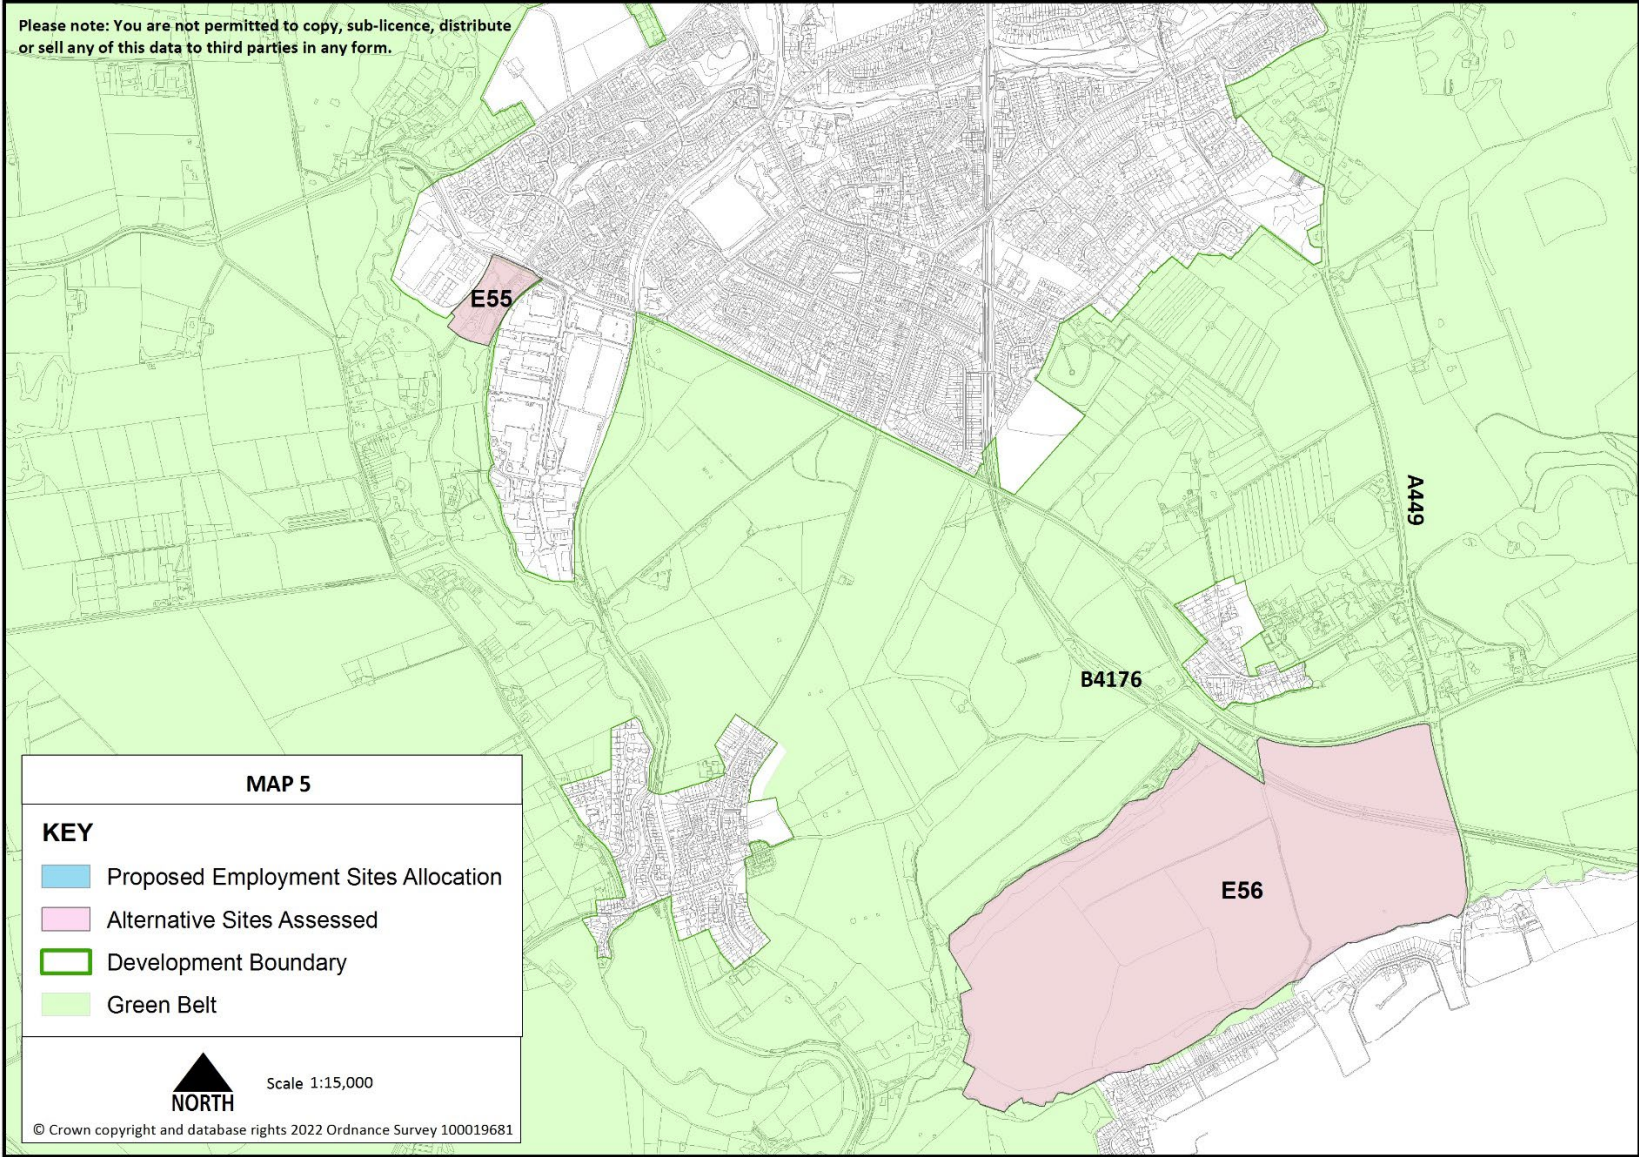 Please note: You are not permitted to copy, sub-licence, distribute
or sell any of this data to third parties in any form.
E55
A449
B4176
E56
MAP 5
KEY
Proposed Employment Sites Allocation
Alternative Sites Assessed
Development Boundary
Green Belt
NORTH
Scale 1:15,000
© Crown copyright and database rights 2022 Ordnance Survey 100019681